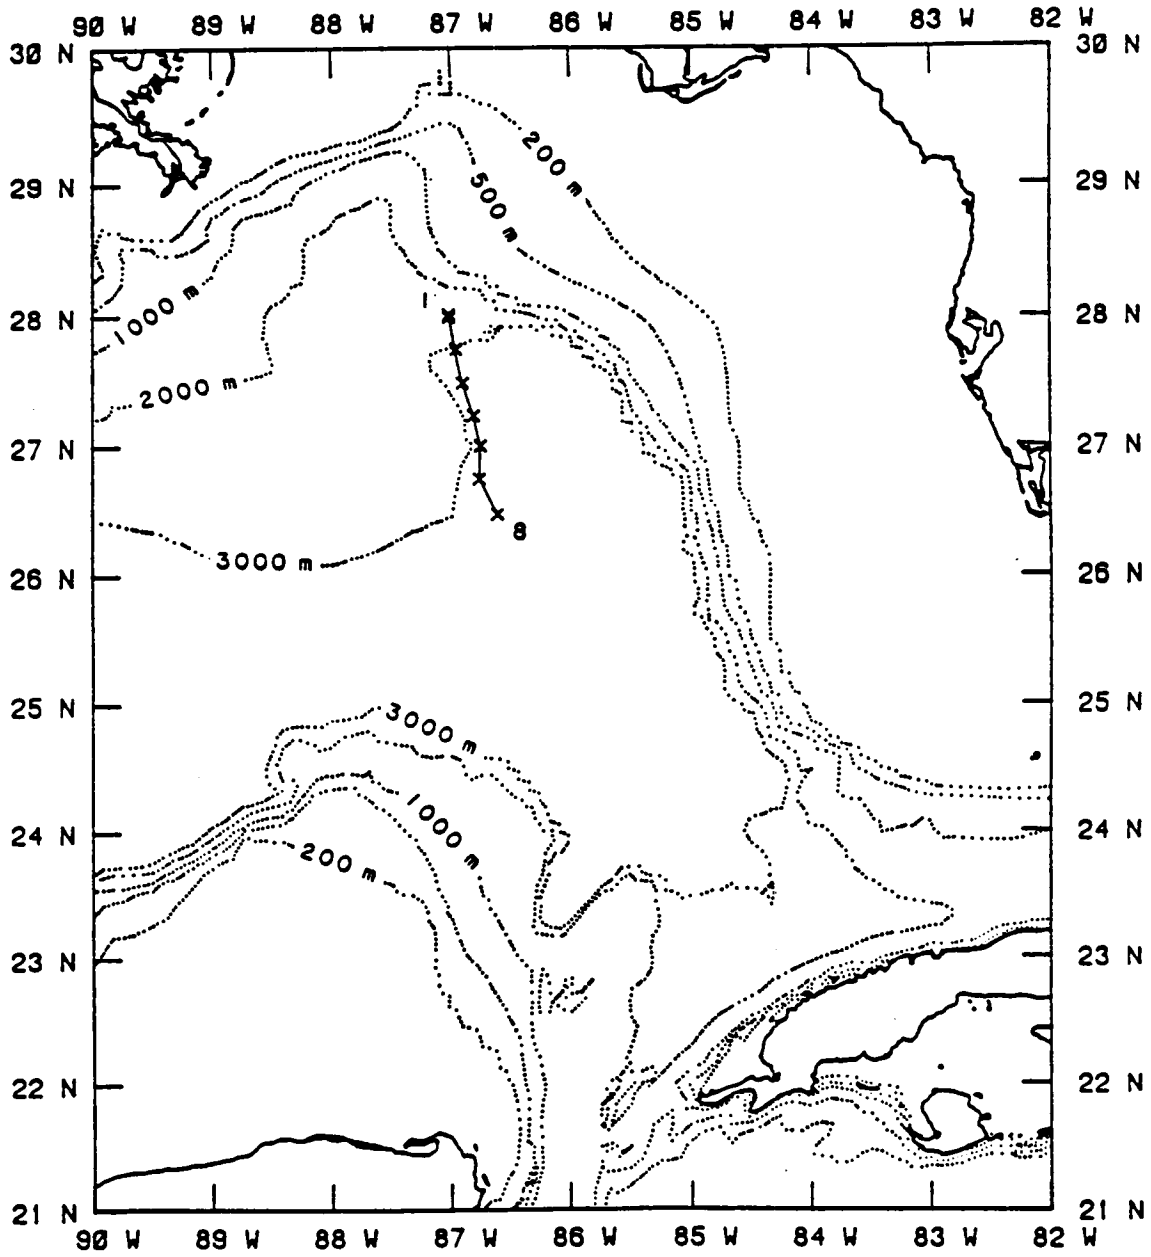 90 W 89 W 88 W 87 W 86 W 85 W 84 W 83 W 82 W
30 N 30 N
200 m
29 N 29 N
500 m
1000 m
1
28 N 28 N
2000 m
27 N 27 N
8
3000 m
26 N 26 N
25 N 25 N
3000 m
1000 m
24 N 24 N
200 m
23 N 23 N
22 N 22 N
21 N 21 N
90 W 89 W 88 W 87 W 86 W 85 W 84 W 83 W 82 W